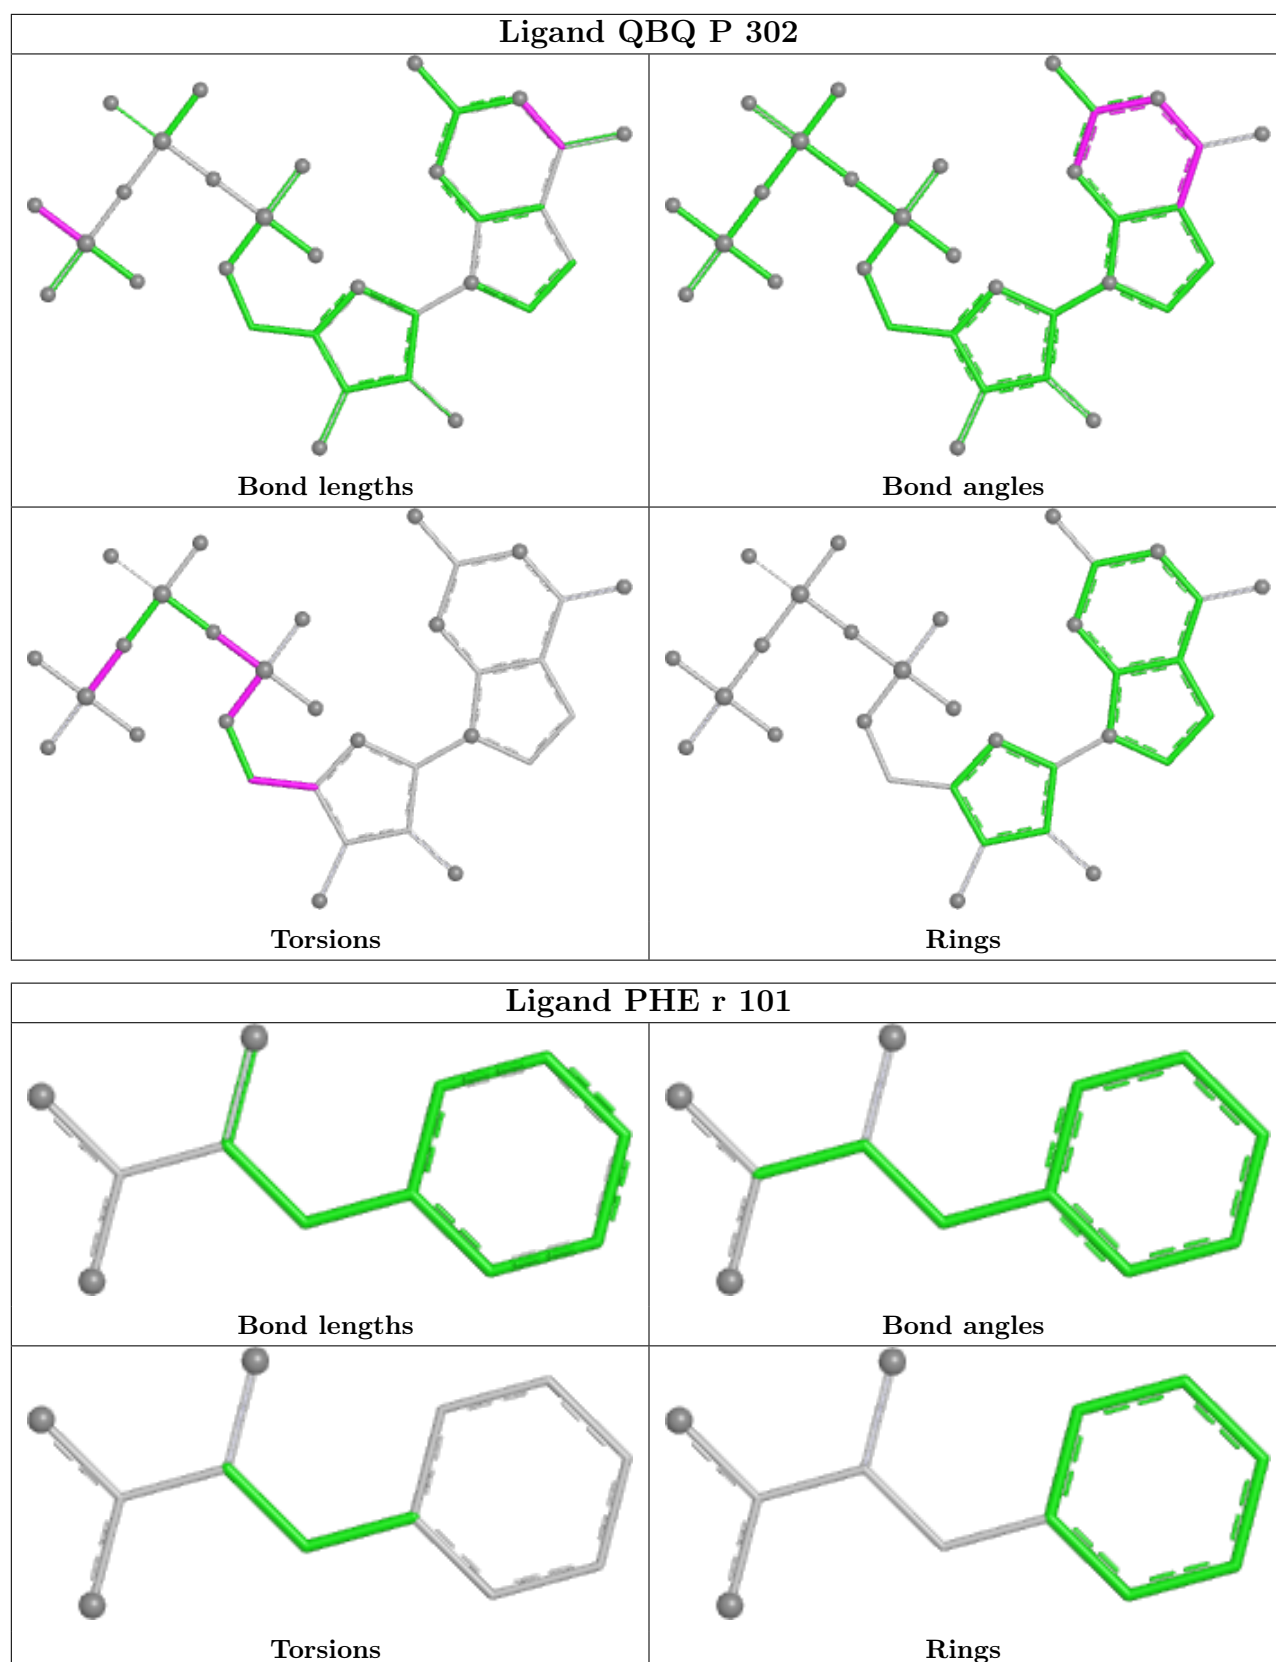 Ligand QBQ P 302
Bond lengths
Bond angles
Torsions
Rings
Ligand PHE r 101
Bond lengths
Bond angles
Torsions
Rings